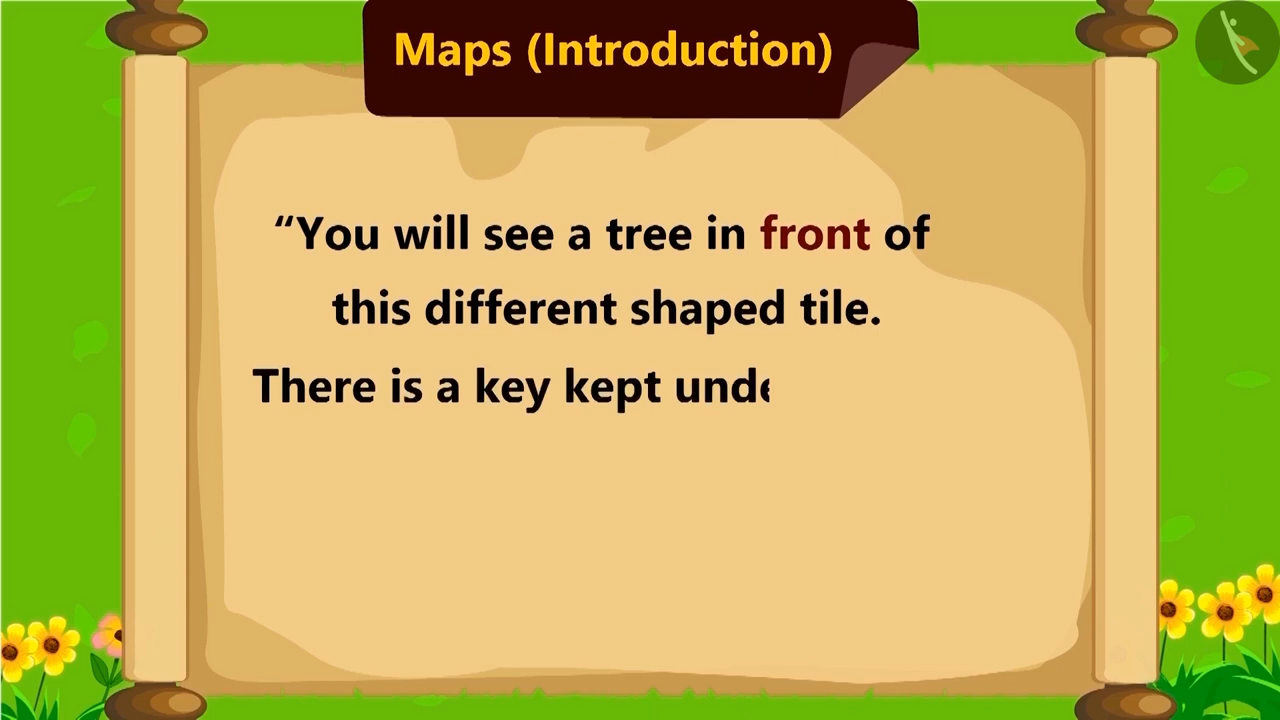 Maps (Introduction)
“You will see a tree in front of
this different shaped tile.
There is a key kept